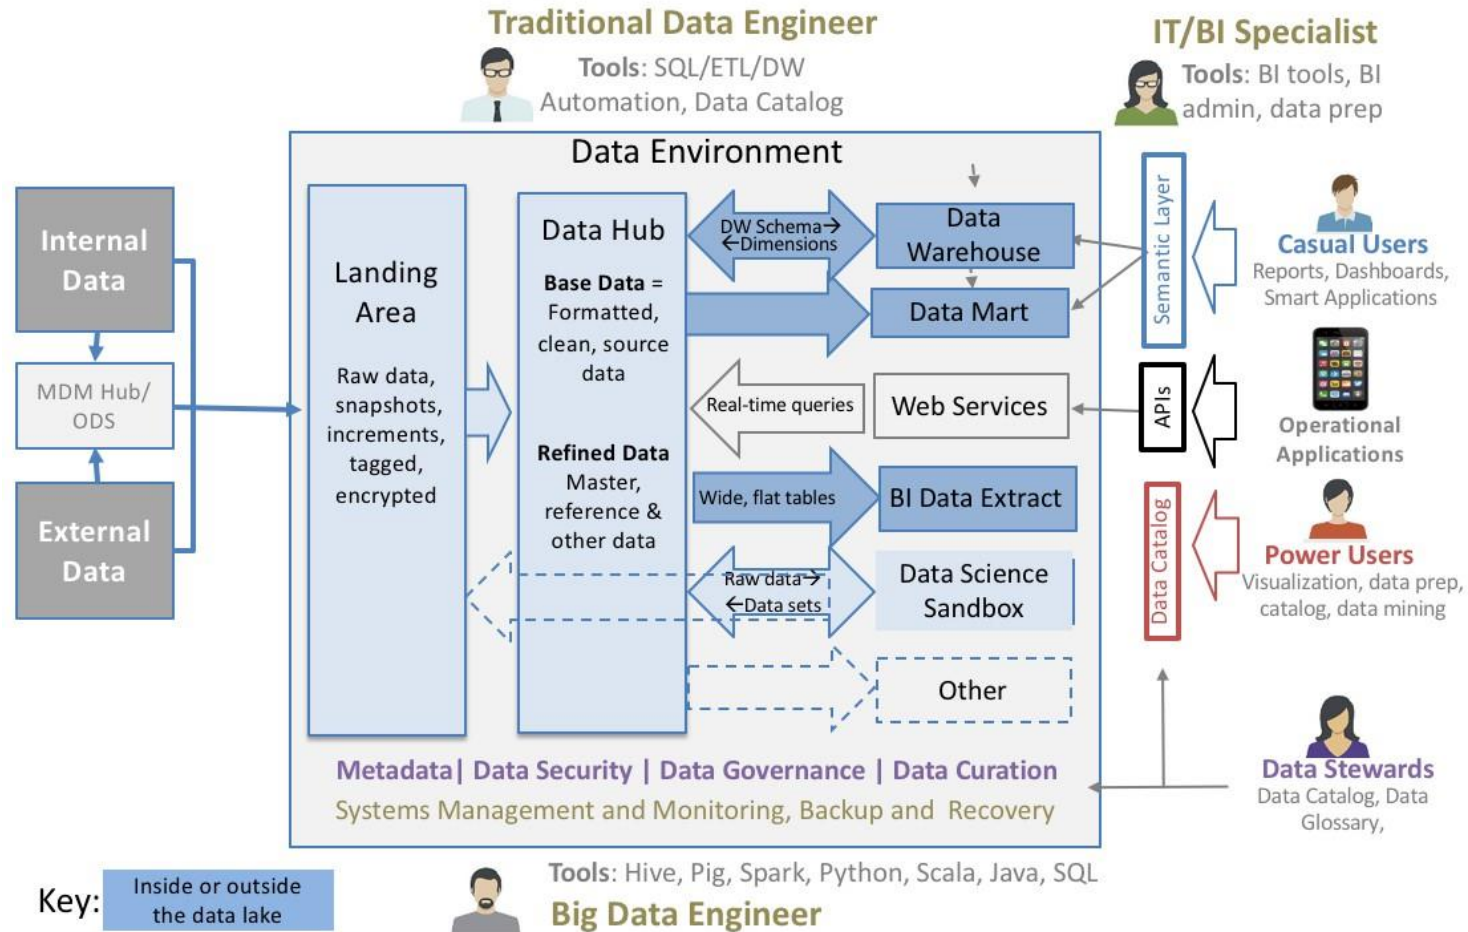 Traditional Data Engineer
Tools: SQL/ETL/DW
Automation, Data Catalog
IT/BI Specialist
Tools: BI tools, BI
admin, data prep
Data Environment
Internal
Data
MDM Hub/
ODS
External
Data
Landing
Area
Raw data,
snapshots,
increments,
tagged,
encrypted
Data Hub
Base Data =
Formatted,
clean, source
data
Refined Data
Master,
reference &
other data
DW Schema→
←Dimensions
Real-time queries
Wide, flat tables
Raw data→
←Data sets
Data
Warehouse
Data Mart
Web Services
BI Data Extract
Data Science
Sandbox
Other
Semantic Layer
APIs
Data Catalog
Casual Users
Reports, Dashboards,
Smart Applications
Operational
Applications
Power Users
Visualization, data prep,
catalog, data mining
Data Stewards
Data Catalog, Data
Glossary,
Metadata| Data Security | Data Governance | Data Curation
Systems Management and Monitoring, Backup and Recovery
Key:
Inside or outside
the data lake
Tools: Hive, Pig, Spark, Python, Scala, Java, SQL
Big Data Engineer